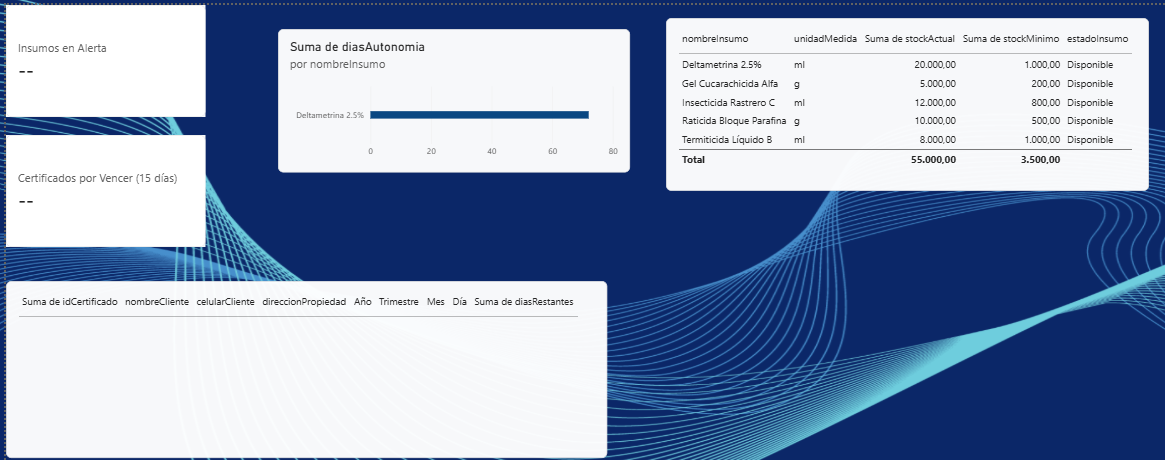 Insumos en Alerta
--
Certificados por Vencer (15 días)
--
Suma de diasAutonomia
por nombreInsumo
Deltametrina 2.5%
0 20 40 60 80
nombreInsumo unidadMedida Suma de stockActual Suma de stockMinimo estadoInsumo
Deltametrina 2.5% ml 20.000,00 1.000,00 Disponible
Gel Cucarachicida Alfa g 5.000,00 200,00 Disponible
Insecticida Rastrero C ml 12.000,00 800,00 Disponible
Raticida Bloque Parafina g 10.000,00 500,00 Disponible
Termiticida Líquido B ml 8.000,00 1.000,00 Disponible
Total 55.000,00 3.500,00
Suma de idCertificado nombreCliente celularCliente direccionPropiedad Año Trimestre Mes Día Suma de diasRestantes